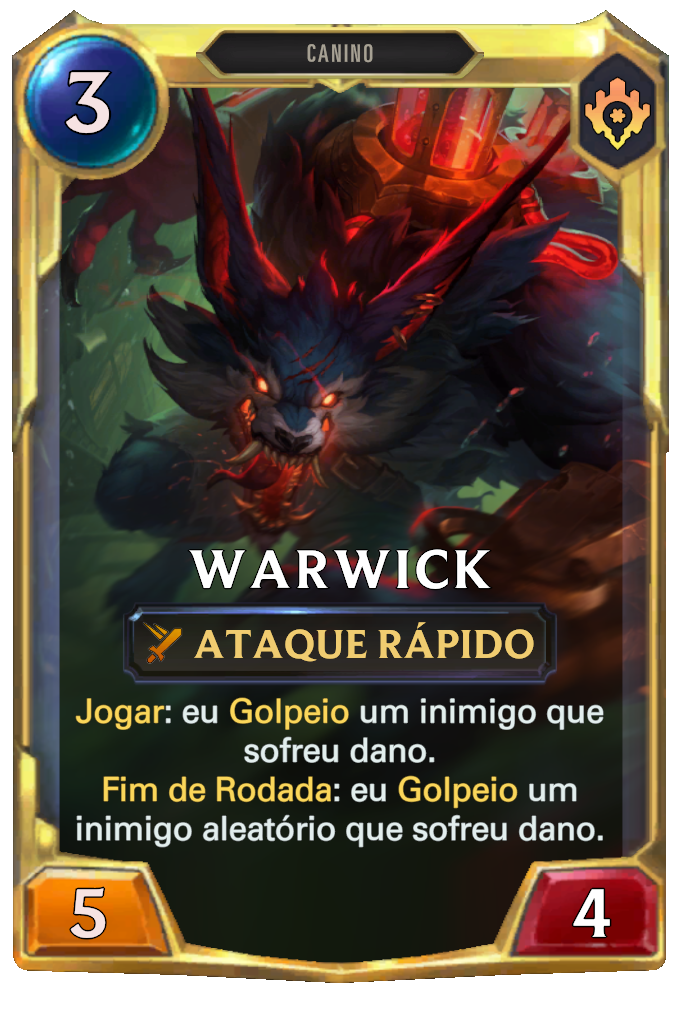 3
CANINO
WARWICK
ATAQUE RÁPIDO
Jogar: eu Golpeio um inimigo que
sofreu dano.
Fim de Rodada: eu Golpeio um
inimigo aleatório que sofreu dano.
5
4